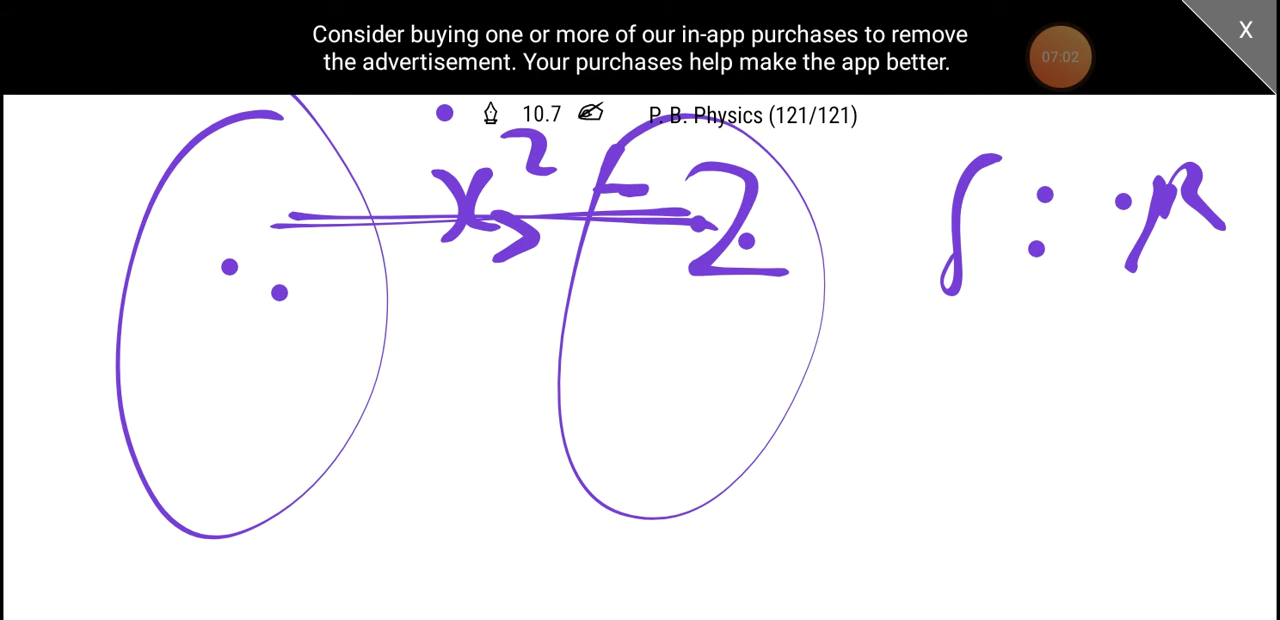 Consider buying one or more of our in-app purchases to remove
the advertisement. Your purchases help make the app better.
X
07:02
10.7 P. B. Physics (121/121)
x² - 2
f :